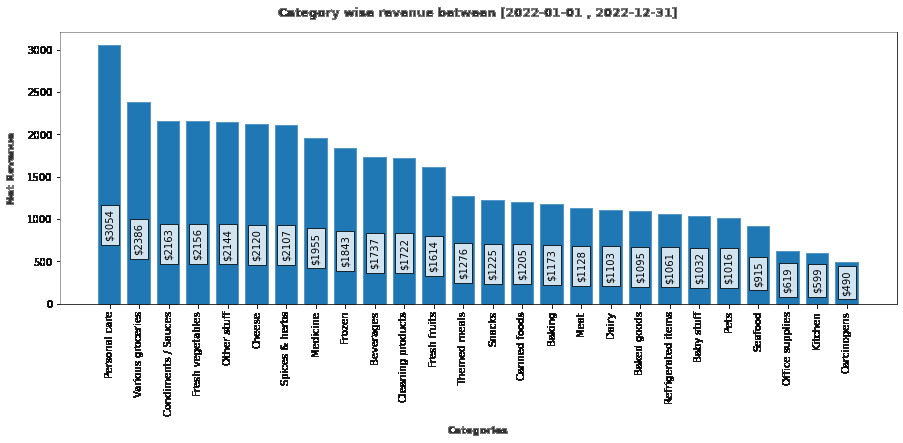 Category wise revenue between [2022-01-01 , 2022-12-31]
Net Revenue
3000
2500
2000
1500
1000
500
0
$3054
$2386
$2163
$2156
$2144
$2120
$2107
$1955
$1843
$1737
$1722
$1614
$1276
$1225
$1205
$1173
$1128
$1103
$1095
$1061
$1032
$1016
$915
$619
$599
$490
Personal care
Various groceries
Condiments / Sauces
Fresh vegetables
Other stuff
Cheese
Spices & herbs
Medicine
Frozen
Beverages
Cleaning products
Fresh fruits
Themed meals
Snacks
Canned foods
Baking
Meat
Dairy
Baked goods
Refrigerated items
Baby stuff
Pets
Seafood
Office supplies
Kitchen
Carcinogens
Categories